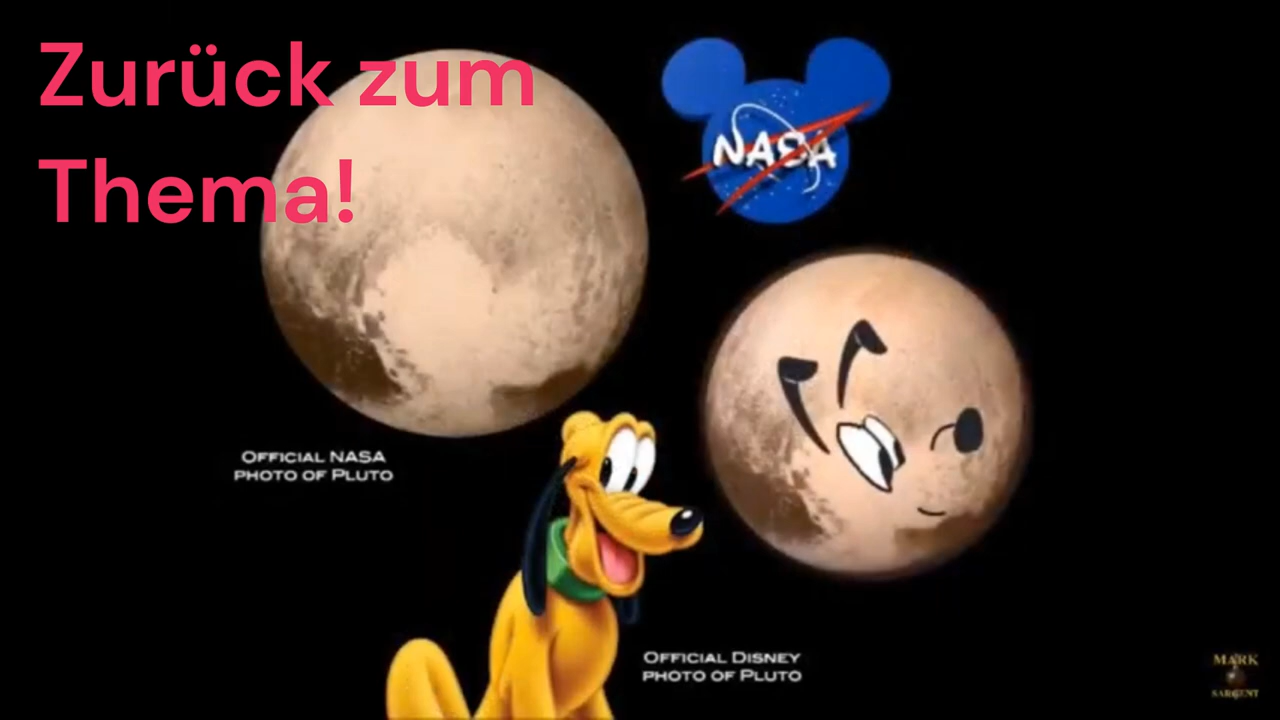 Zurück zum
Thema!
NASA
OFFICIAL NASA
PHOTO OF PLUTO
OFFICIAL DISNEY
PHOTO OF PLUTO
MARK
SARGENT